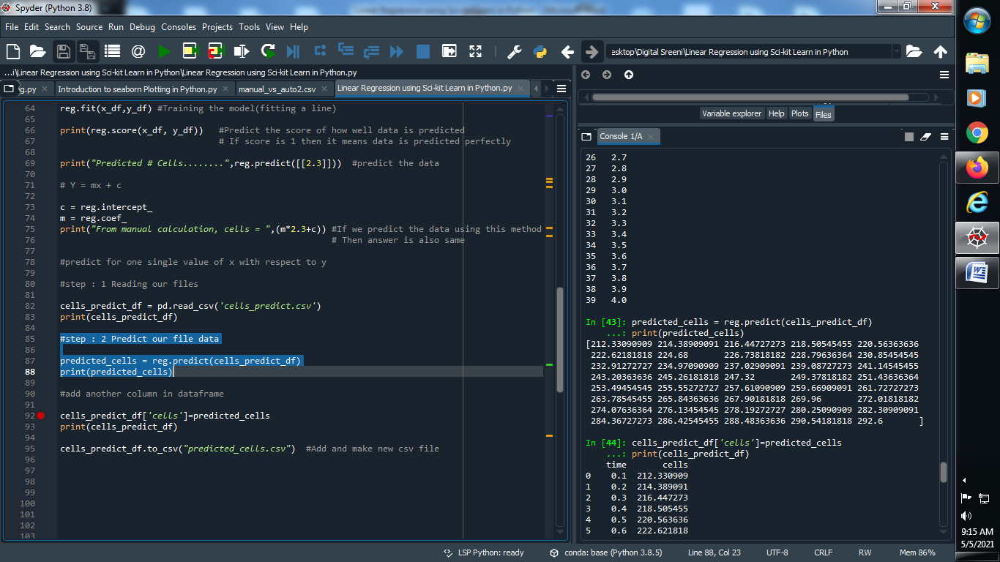 Spyder (Python 3.8)
File Edit Search Source Run Debug Consoles Projects Tools View Help
esktop\Digital Sreeni\Linear Regression using Sci-kit Learn in Python
...i\Linear Regression using Sci-kit Learn in Python\Linear Regression using Sci-kit Learn in Python.py
g.py Introduction to seaborn Plotting in Python.py manual_vs_auto2.csv Linear Regression using Sci-kit Learn in Python.py
64 reg.fit(x_df,y_df) #Training the model(fitting a line)
65
66 print(reg.score(x_df, y_df)) #Predict the score of how well data is predicted
67 # If score is 1 then it means data is predicted perfectly
68
69 print("Predicted # Cells........",reg.predict([[2.3]])) #predict the data
70
71 # Y = mx + c
72
73 c = reg.intercept_
74 m = reg.coef_
75 print("From manual calculation, cells = ",(m*2.3+c)) #If we predict the data using this method
76 # Then answer is also same
77
78 #predict for one single value of x with respect to y
79
80 #step : 1 Reading our files
81
82 cells_predict_df = pd.read_csv('cells_predict.csv')
83 print(cells_predict_df)
84
85 #step : 2 Predict our file data
86
87 predicted_cells = reg.predict(cells_predict_df)
88 print(predicted_cells)
89
90 #add another column in dataframe
91
92 cells_predict_df['cells']=predicted_cells
93 print(cells_predict_df)
94
95 cells_predict_df.to_csv("predicted_cells.csv") #Add and make new csv file
96
97
98
99
100
101
102
103
Variable explorer Help Plots Files
Console 1/A
26 2.7
27 2.8
28 2.9
29 3.0
30 3.1
31 3.2
32 3.3
33 3.4
34 3.5
35 3.6
36 3.7
37 3.8
38 3.9
39 4.0
In [43]: predicted_cells = reg.predict(cells_predict_df)
...: print(predicted_cells)
[212.33090909 214.38909091 216.44727273 218.50545455 220.56363636
222.62181818 224.68 226.73818182 228.79636364 230.85454545
232.91272727 234.97090909 237.02909091 239.08727273 241.14545455
243.20363636 245.26181818 247.32 249.37818182 251.43636364
253.49454545 255.55272727 257.61090909 259.66909091 261.72727273
263.78545455 265.84363636 267.90181818 269.96 272.01818182
274.07636364 276.13454545 278.19272727 280.25090909 282.30909091
284.36727273 286.42545455 288.48363636 290.54181818 292.6 ]
In [44]: cells_predict_df['cells']=predicted_cells
...: print(cells_predict_df)
time cells
0 0.1 212.330909
1 0.2 214.389091
2 0.3 216.447273
3 0.4 218.505455
4 0.5 220.563636
5 0.6 222.621818
LSP Python: ready conda: base (Python 3.8.5) Line 88, Col 23 UTF-8 CRLF RW Mem 86%
9:15 AM
5/5/2021